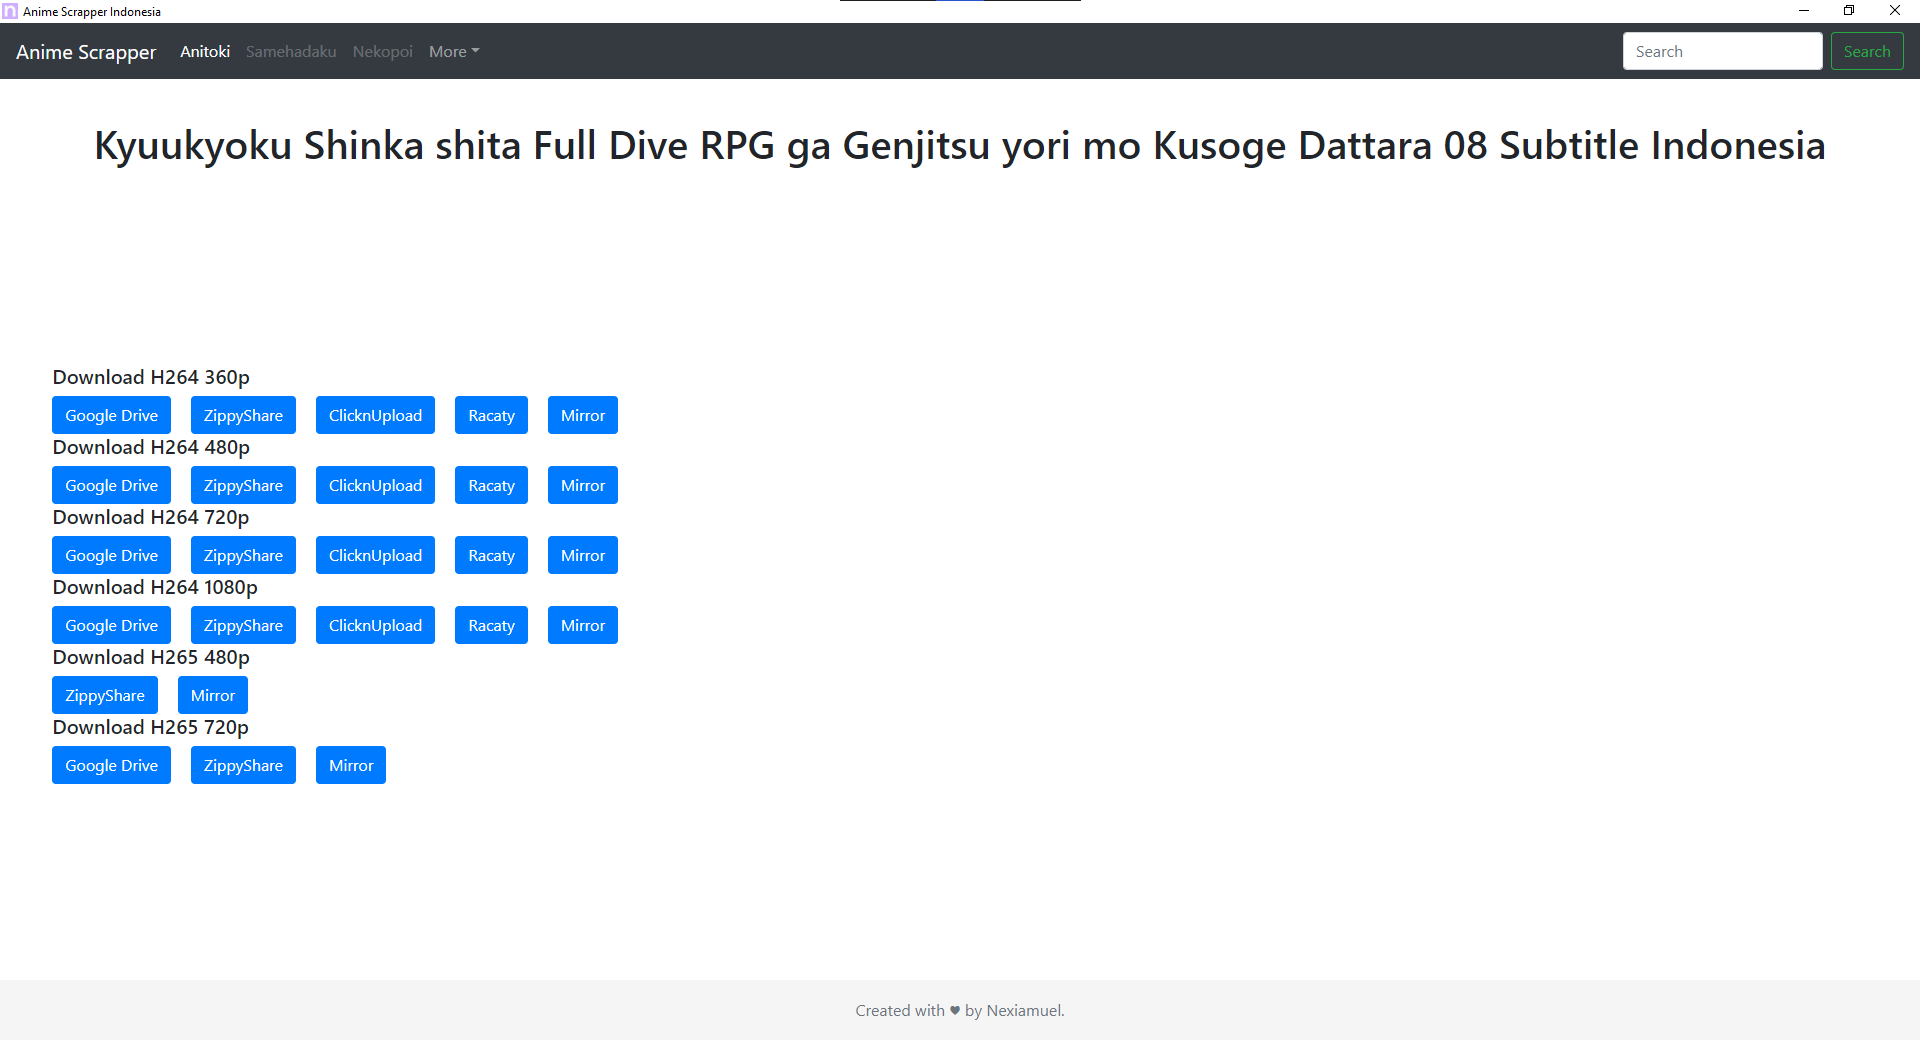 Anime Scrapper Indonesia
Anime Scrapper Anitoki Samehadaku Nekopoi More Search Search
Kyuukyoku Shinka shita Full Dive RPG ga Genjitsu yori mo Kusoge Dattara 08 Subtitle Indonesia
Download H264 360p
Google Drive ZippyShare ClicknUpload Racaty Mirror
Download H264 480p
Google Drive ZippyShare ClicknUpload Racaty Mirror
Download H264 720p
Google Drive ZippyShare ClicknUpload Racaty Mirror
Download H264 1080p
Google Drive ZippyShare ClicknUpload Racaty Mirror
Download H265 480p
ZippyShare Mirror
Download H265 720p
Google Drive ZippyShare Mirror
Created with ♥ by Nexiamuel.